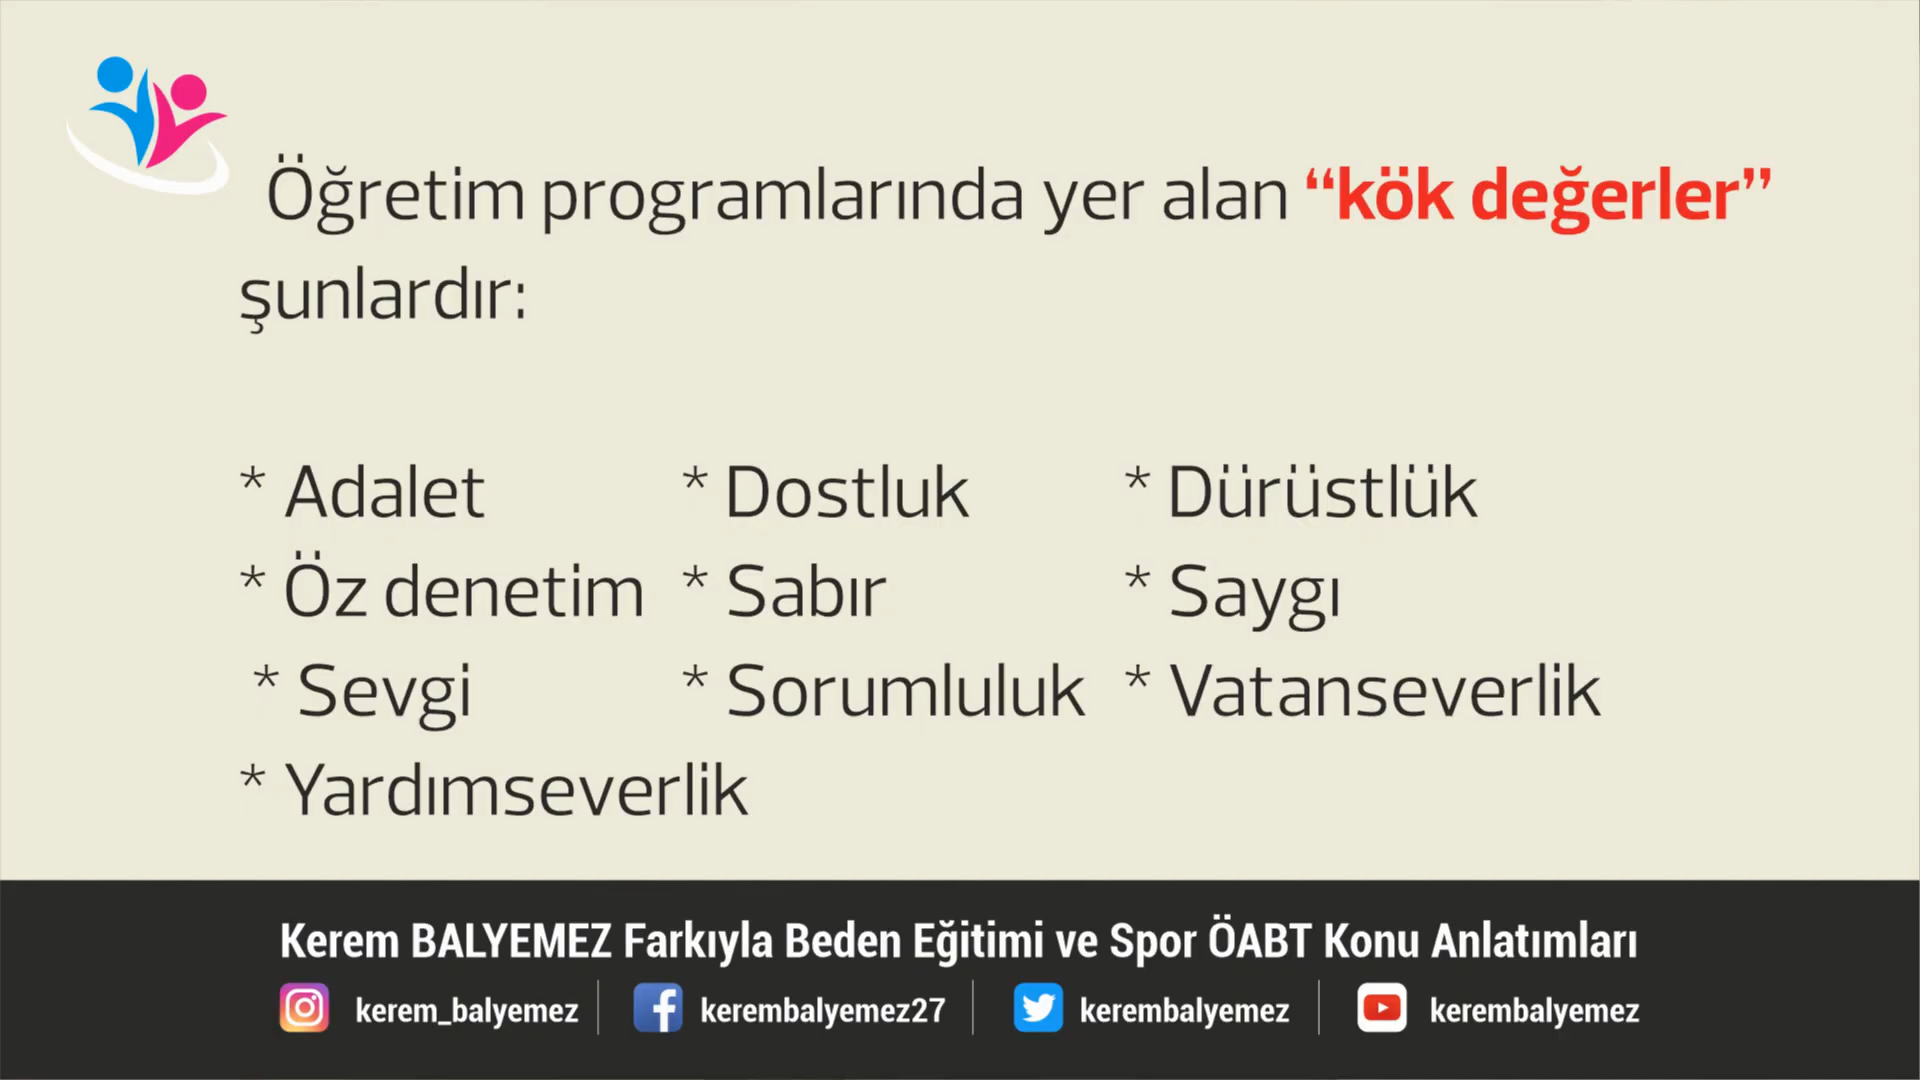 Öğretim programlarında yer alan “kök değerler”
şunlardır:
* Adalet * Dostluk * Dürüstlük
* Öz denetim * Sabır * Saygı
* Sevgi * Sorumluluk * Vatanseverlik
* Yardımseverlik
Kerem BALYEMEZ Farkıyla Beden Eğitimi ve Spor ÖABT Konu Anlatımları
kerem_balyemez kerembalyemez27 kerembalyemez kerembalyemez